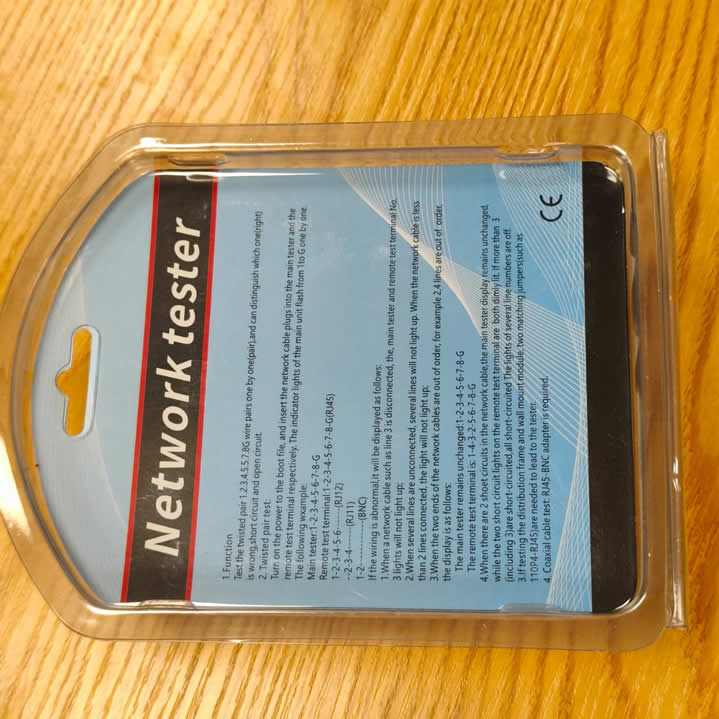 Network tester
1.Function
Test the twisted pair 1.2.3.4.5.5.7.8G wire pairs one by one(pair),and can distinguish which one(right)
is wrong,short circuit and open circuit.
2. Twisted pair test:
Turn on the power to the boot file, and insert the network cable plugs into the main tester and the
remote test terminal respectively. The indicator lights of the main unit flash from 1to G one by one.
The following wxample:
Main tester:1-2-3-4-5-6-7-8-G
Remote test terminal:1-2-3-4-5-6-7-8-G(RJ45)
1-2-3-4-5-6------(RJ12)
--2-3-4-----(RJ11)
1-2---------------(BNC)
If the wiring is abnormal,it will be displayed as follows:
1.When a network cable such as line 3 is disconnected, the, main tester and remote test terminal No.
3 lights will not light up;
2.When several lines are unconnected, several lines will not light up. When the network cable is less
than 2 lines connected, the light will not light up;
3.When the two ends of the network cables are out of order, for example 2,4 lines are out of order,
the display is as follows:
The main tester remains unchanged:1-2-3-4-5-6-7-8-G
The remote test terminal is: 1-4-3-2-5-6-7-8-G
4.When there are 2 short circuits in the network cable,the main tester display remains unchanged,
while the two short circuit lights on the remote test terminal are both dimly lit. If more than 3
(including 3)are short-circuited,all short-circuited The lights of several line numbers are off.
3.If testing the distribution frame and wall mount module, two matching jumpers(such as
110P4-RJ45)are needed to lead to the tester.
4. Coaxial cable test: RJ45-BNC adapter is required.
CE